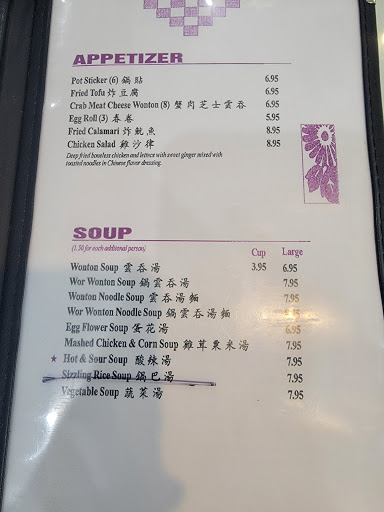 APPETIZER
Pot Sticker (6) 鍋貼 6.95
Fried Tofu 炸豆腐 6.95
Crab Meat Cheese Wonton (8) 蟹肉芝士雲吞 6.95
Egg Roll (3) 春卷 5.95
Fried Calamari 炸魷魚 8.95
Chicken Salad 雞沙律 8.95
Deep fried boneless chicken and lettuce with sweet ginger mixed with
toasted noodles in Chinese flavor dressing.
SOUP
(1.50 for each additional person) Cup Large
Wonton Soup 雲吞湯 3.95 6.95
Wor Wonton Soup 鍋雲吞湯 7.95
Wonton Noodle Soup 雲吞湯麵 7.95
Wor Wonton Noodle Soup 鍋雲吞湯麵
Egg Flower Soup 蛋花湯 6.95
Mashed Chicken & Corn Soup 雞茸粟米湯 7.95
★ Hot & Sour Soup 酸辣湯 7.95
Sizzling Rice Soup 鍋巴湯 7.95
Vegetable Soup 蔬菜湯 7.95